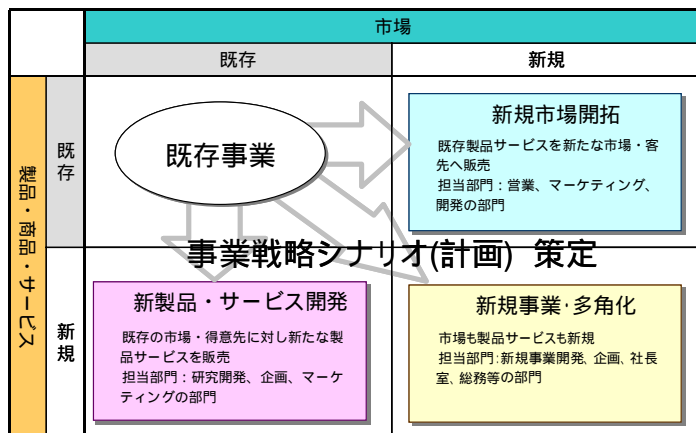 市場
既存
新規
製品・商品・サービス
既存
既存事業
新規市場開拓
既存製品サービスを新たな市場・客
先へ販売
担当部門：営業、マーケティング、
開発の部門
事業戦略シナリオ(計画) 策定
新規
新製品・サービス開発
既存の市場・得意先に対し新たな製
品サービスを販売
担当部門：研究開発、企画、マーケ
ティングの部門
新規事業・多角化
市場も製品サービスも新規
担当部門：新規事業開発、企画、社長
室、総務等の部門